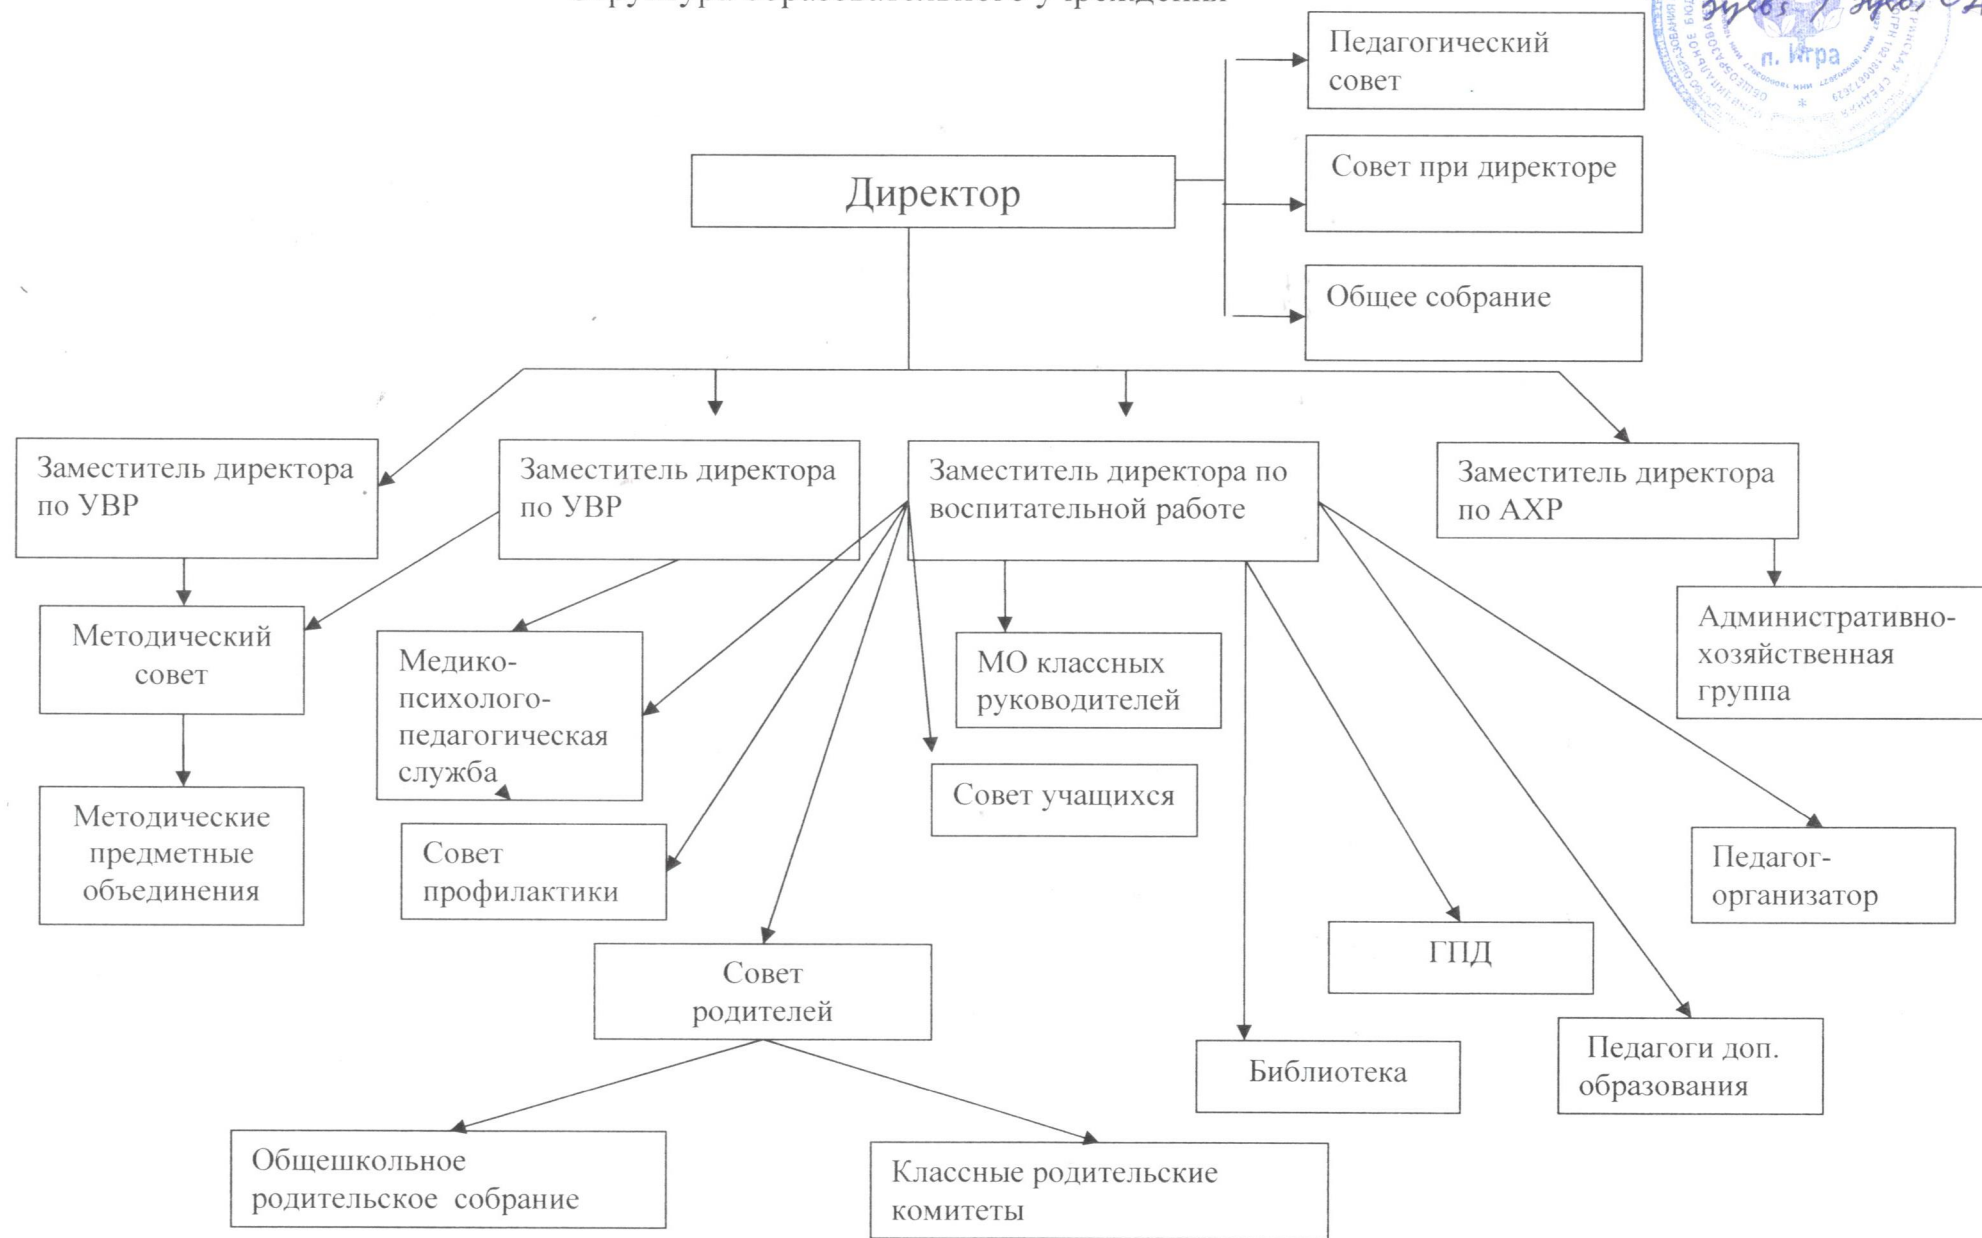 Структура образовательного учреждения
п. Игра
Педагогический
совет
Директор
Совет при директоре
Общее собрание
Заместитель директора
по УВР
Заместитель директора
по УВР
Заместитель директора по
воспитательной работе
Заместитель директора
по АХР
Методический
совет
Медико-
психолого-
педагогическая
служба
МО классных
руководителей
Административно-
хозяйственная
группа
Методические
предметные
объединения
Совет
профилактики
Совет учащихся
Педагог-
организатор
Совет
родителей
ГПД
Библиотека
Педагоги доп.
образования
Общешкольное
родительское собрание
Классные родительские
комитеты